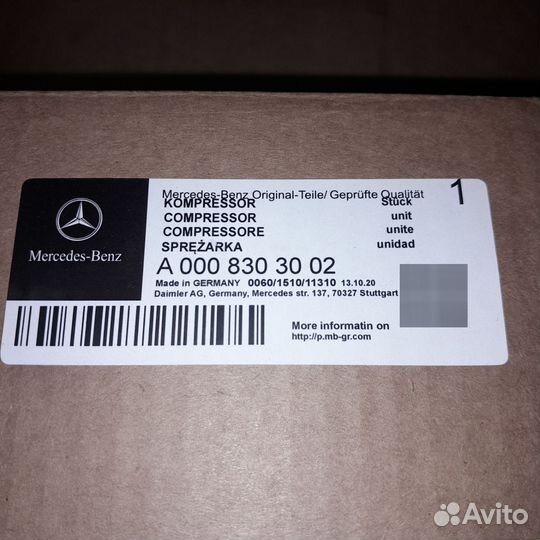 Mercedes-Benz Original-Teile/ Geprüfte Qualität 1
KOMPRESSOR Stück
COMPRESSOR unit
COMPRESSORE unite
SPRĘŻARKA unidad
A 000 830 30 02
Made in GERMANY 0060/1510/11310 13.10.20
Daimler AG, Germany, Mercedes str. 137, 70327 Stuttgart
Mercedes-Benz
More informatin on
http://p.mb-gr.com
Avito